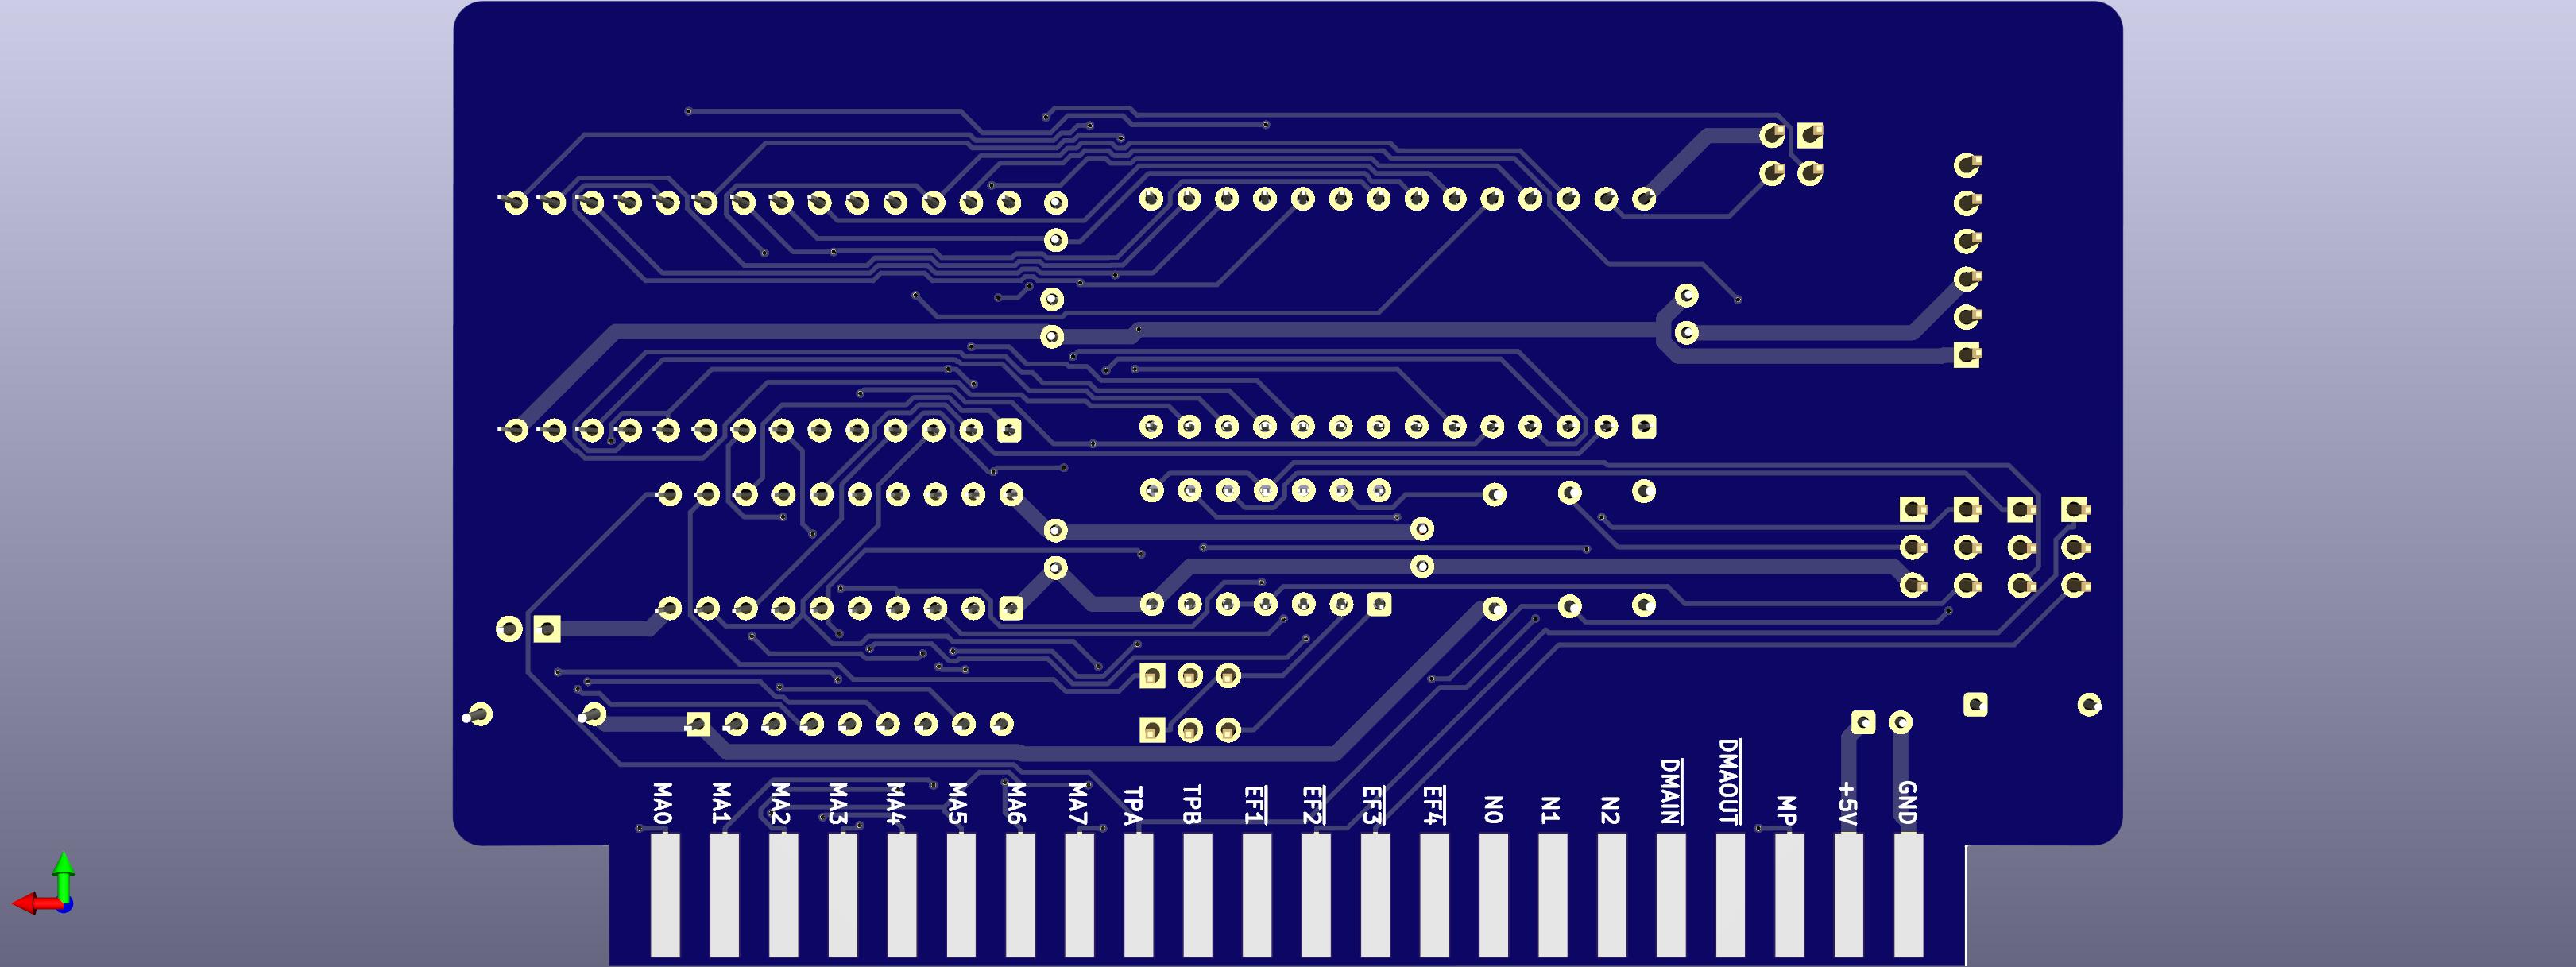 MA0
MA1
MA2
MA3
MA4
MA5
MA6
MA7
TPA
TPB
EF1
EF2
EF3
EF4
N0
N1
N2
DMAIN
DMAOUT
MP
+5V
GND